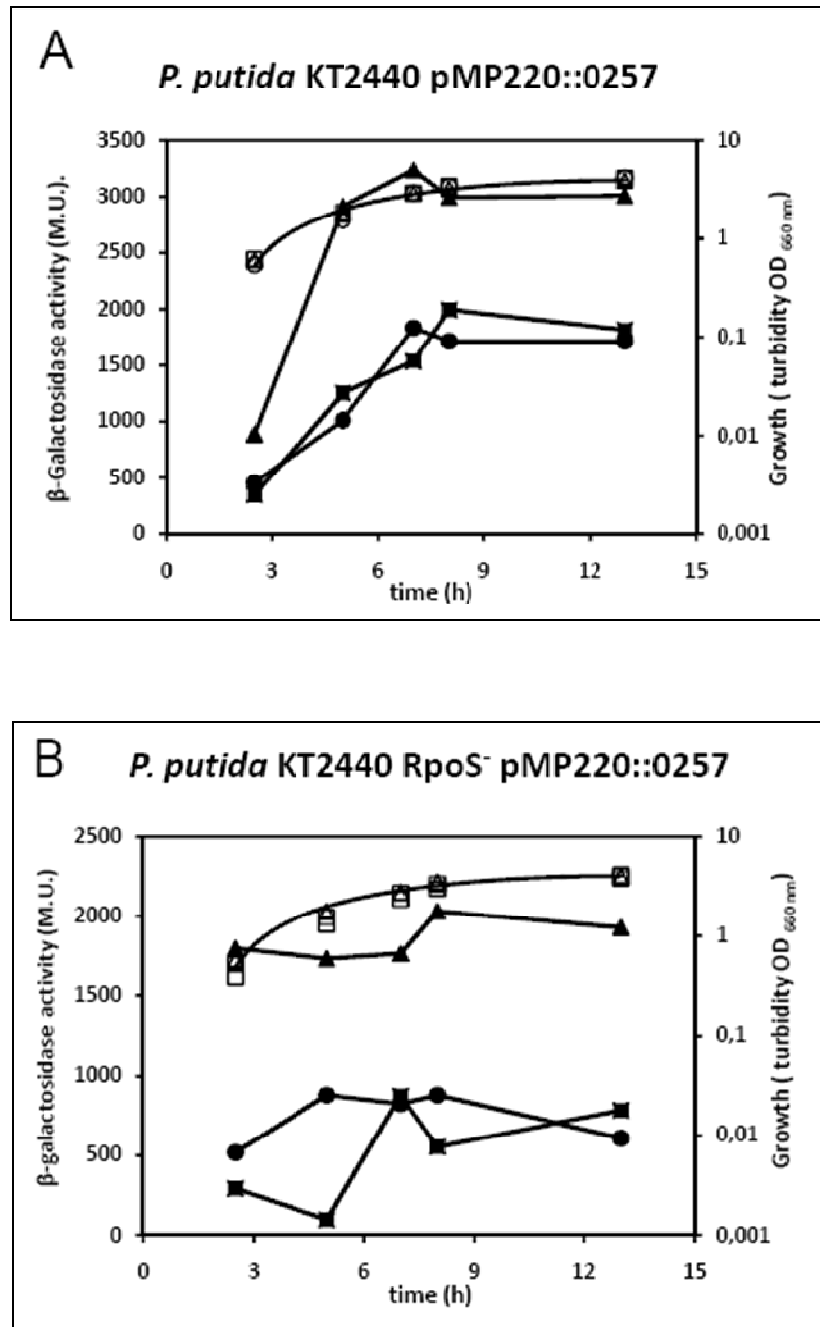 A
P. putida KT2440 pMP220::0257
3500
3000
2500
2000
1500
1000
500
0
β-Galactosidase activity (M.U.).
10
1
0,1
0,01
0,001
Growth ( turbidity OD 660 nm)
0 3 6 9 12 15
time (h)
B
P. putida KT2440 RpoS- pMP220::0257
2500
2000
1500
1000
500
0
β-galactosidase activity (M.U.)
10
1
0,1
0,01
0,001
Growth ( turbidity OD 660 nm)
0 3 6 9 12 15
time (h)